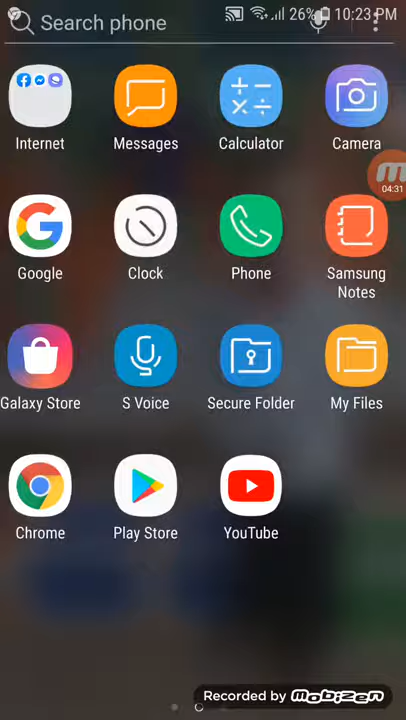 Search phone
26% 10:23 PM
Internet
Messages
Calculator
Camera
04:31
Google
Clock
Phone
Samsung
Notes
Galaxy Store
S Voice
Secure Folder
My Files
Chrome
Play Store
YouTube
Recorded by mobizen